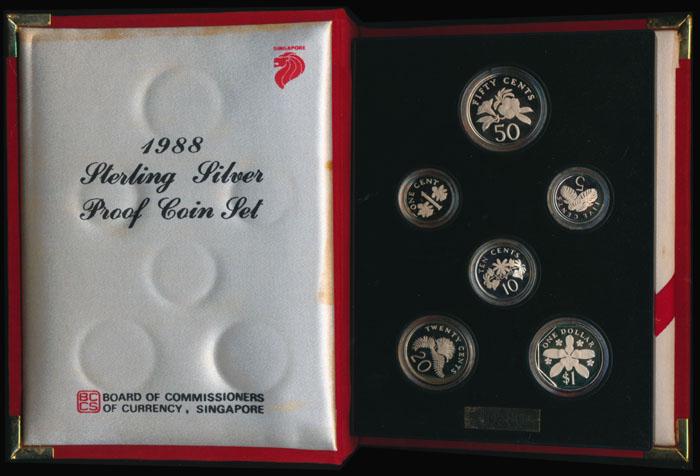 SINGAPORE
1988
Sterling Silver
Proof Coin Set
BCCS
BOARD OF COMMISSIONERS
OF CURRENCY, SINGAPORE
FIFTY CENTS
50
ONE CENT
1
5
FIVE CENTS
TEN CENTS
10
TWENTY CENTS
20
ONE DOLLAR
$1